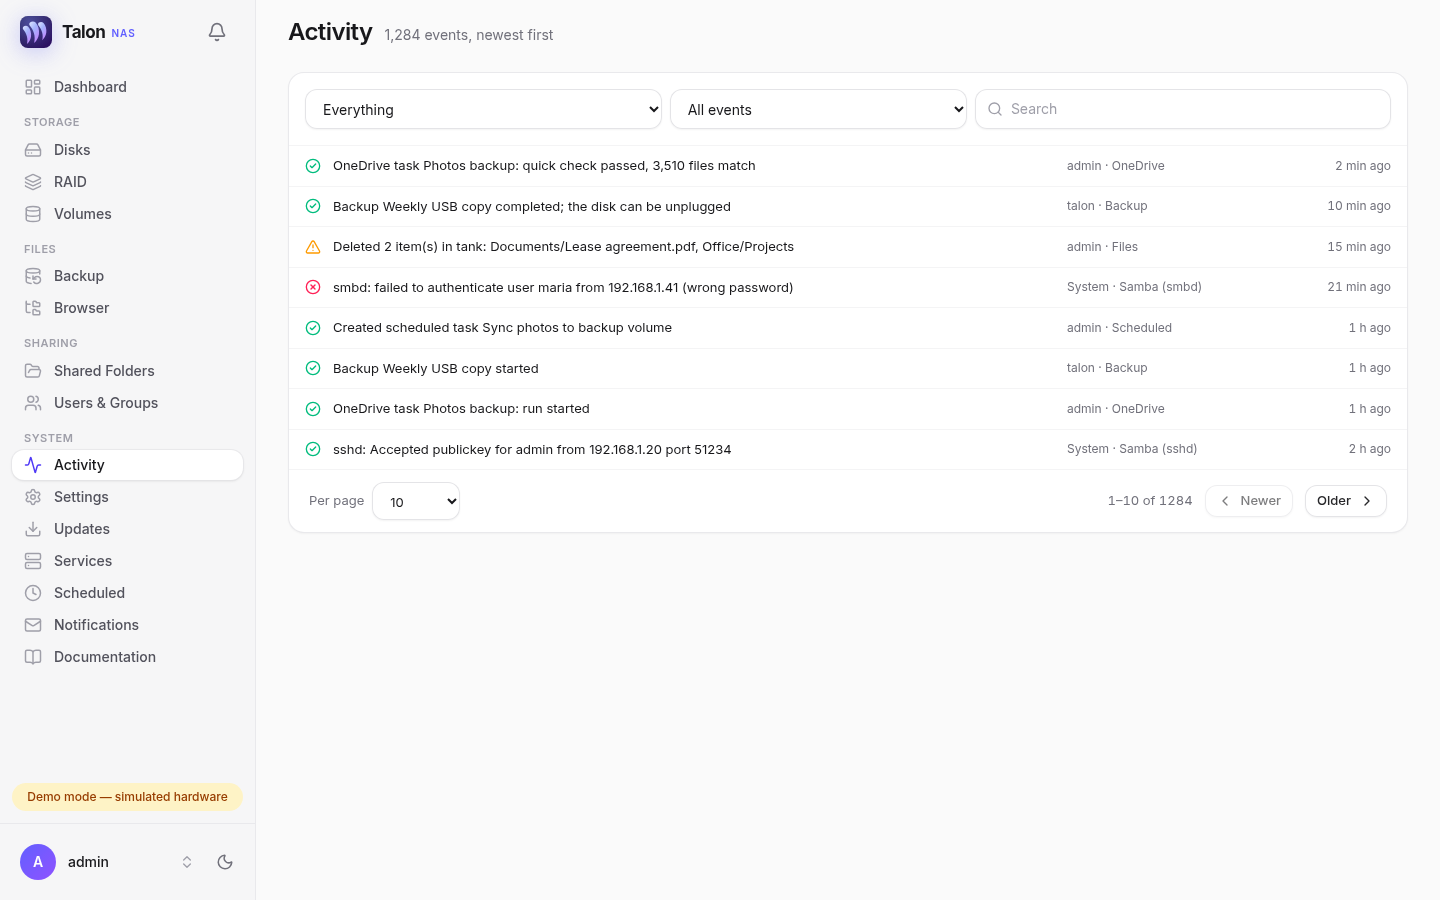 Talon NAS
Dashboard
STORAGE
Disks
RAID
Volumes
FILES
Backup
Browser
SHARING
Shared Folders
Users & Groups
SYSTEM
Activity
Settings
Updates
Services
Scheduled
Notifications
Documentation
Demo mode — simulated hardware
A admin
Activity 1,284 events, newest first
Everything All events Search
OneDrive task Photos backup: quick check passed, 3,510 files match admin · OneDrive 2 min ago
Backup Weekly USB copy completed; the disk can be unplugged talon · Backup 10 min ago
Deleted 2 item(s) in tank: Documents/Lease agreement.pdf, Office/Projects admin · Files 15 min ago
smbd: failed to authenticate user maria from 192.168.1.41 (wrong password) System · Samba (smbd) 21 min ago
Created scheduled task Sync photos to backup volume admin · Scheduled 1 h ago
Backup Weekly USB copy started talon · Backup 1 h ago
OneDrive task Photos backup: run started admin · OneDrive 1 h ago
sshd: Accepted publickey for admin from 192.168.1.20 port 51234 System · Samba (sshd) 2 h ago
Per page 10 1–10 of 1284 Newer Older